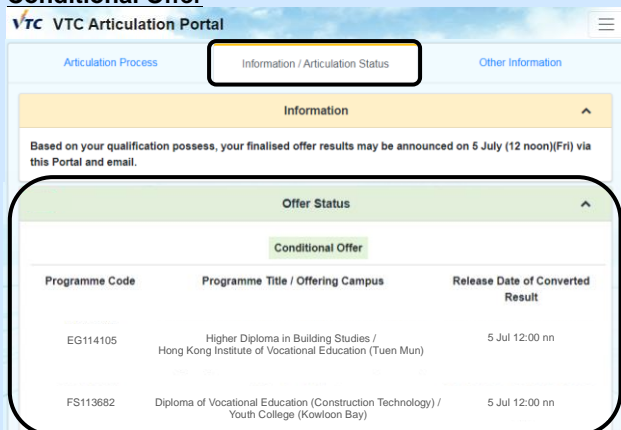 Conditional Offer
VTC VTC Articulation Portal
Articulation Process Information / Articulation Status Other Information
Information
Based on your qualification possess, your finalised offer results may be announced on 5 July (12 noon)(Fri) via
this Portal and email.
Offer Status
Conditional Offer
Programme Code Programme Title / Offering Campus Release Date of Converted
Result
EG114105 Higher Diploma in Building Studies / 5 Jul 12:00 nn
Hong Kong Institute of Vocational Education (Tuen Mun)
FS113682 Diploma of Vocational Education (Construction Technology) / 5 Jul 12:00 nn
Youth College (Kowloon Bay)